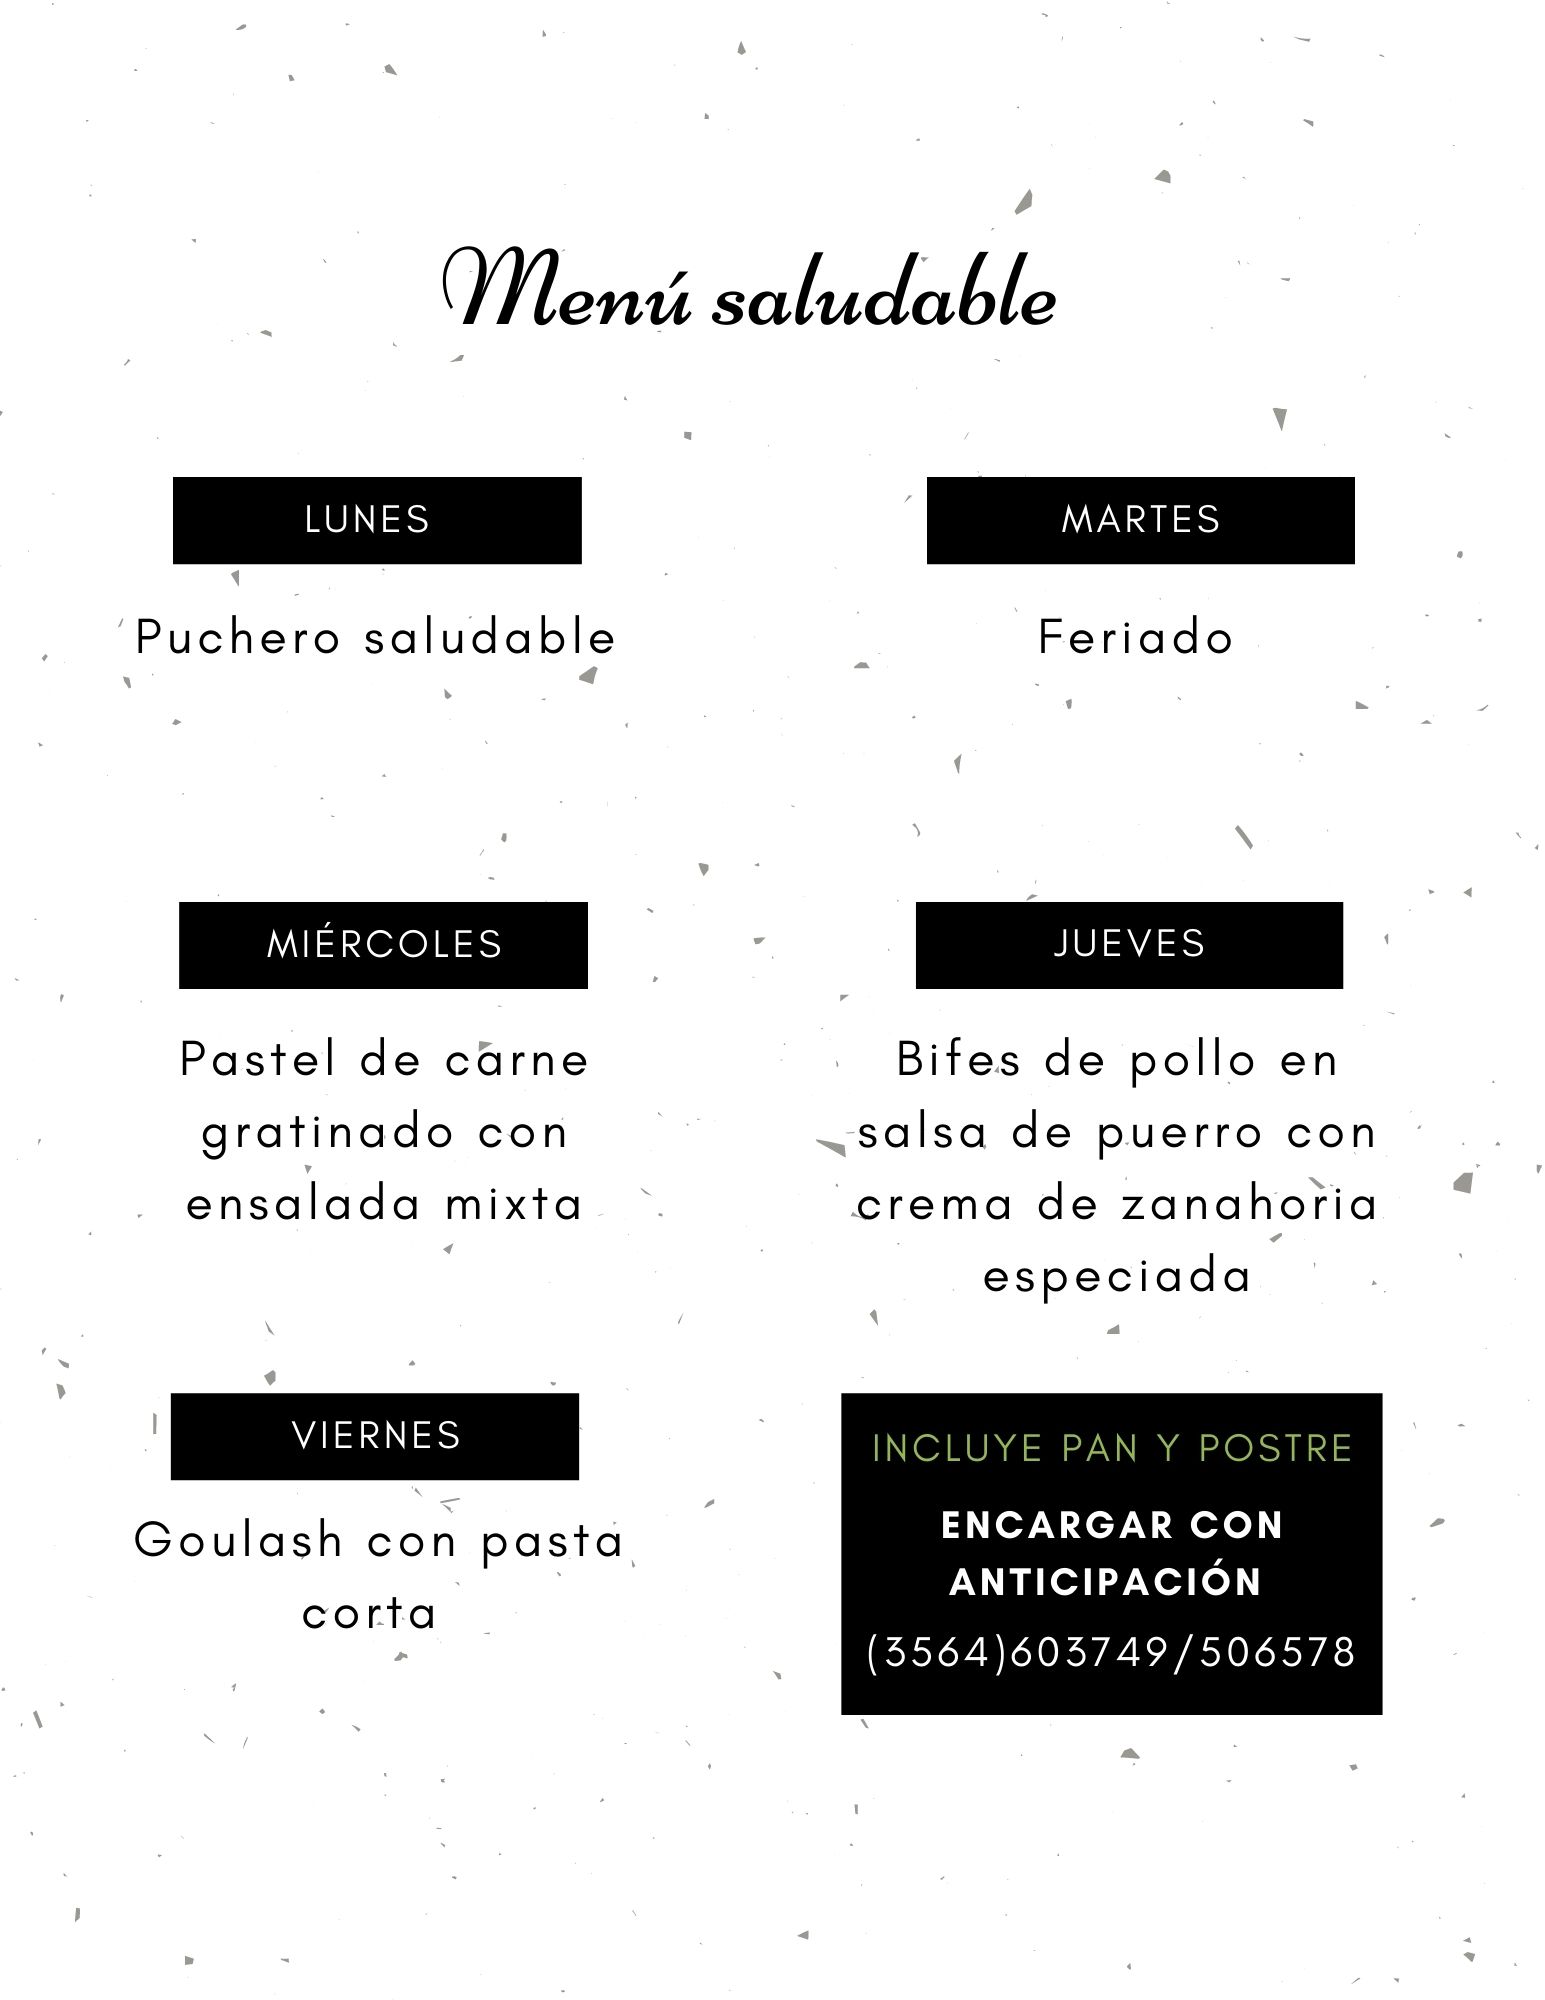 Menú saludable
LUNES
Puchero saludable
MARTES
Feriado
MIÉRCOLES
Pastel de carne
gratinado con
ensalada mixta
JUEVES
Bifes de pollo en
salsa de puerro con
crema de zanahoria
especiada
VIERNES
Goulash con pasta
corta
INCLUYE PAN Y POSTRE
ENCARGAR CON
ANTICIPACIÓN
(3564)603749/506578